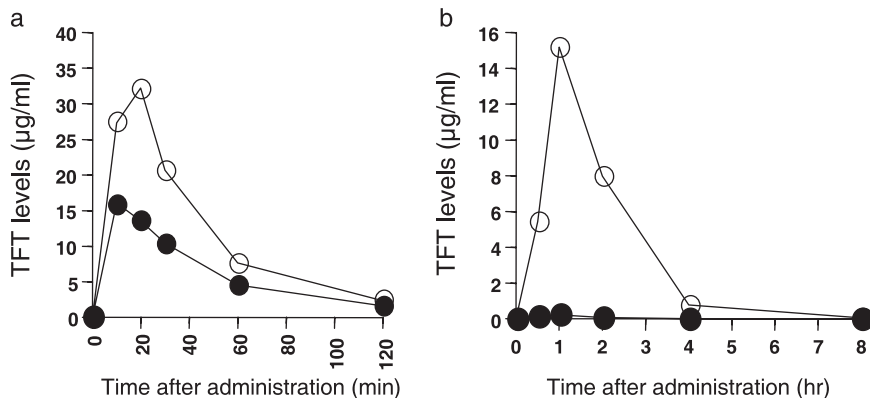 a
TFT levels (µg/ml)
40
35
30
25
20
15
10
5
0
0 20 40 60 80 100 120
Time after administration (min)
b
TFT levels (µg/ml)
16
14
12
10
8
6
4
2
0
0 1 2 3 4 5 6 7 8
Time after administration (hr)